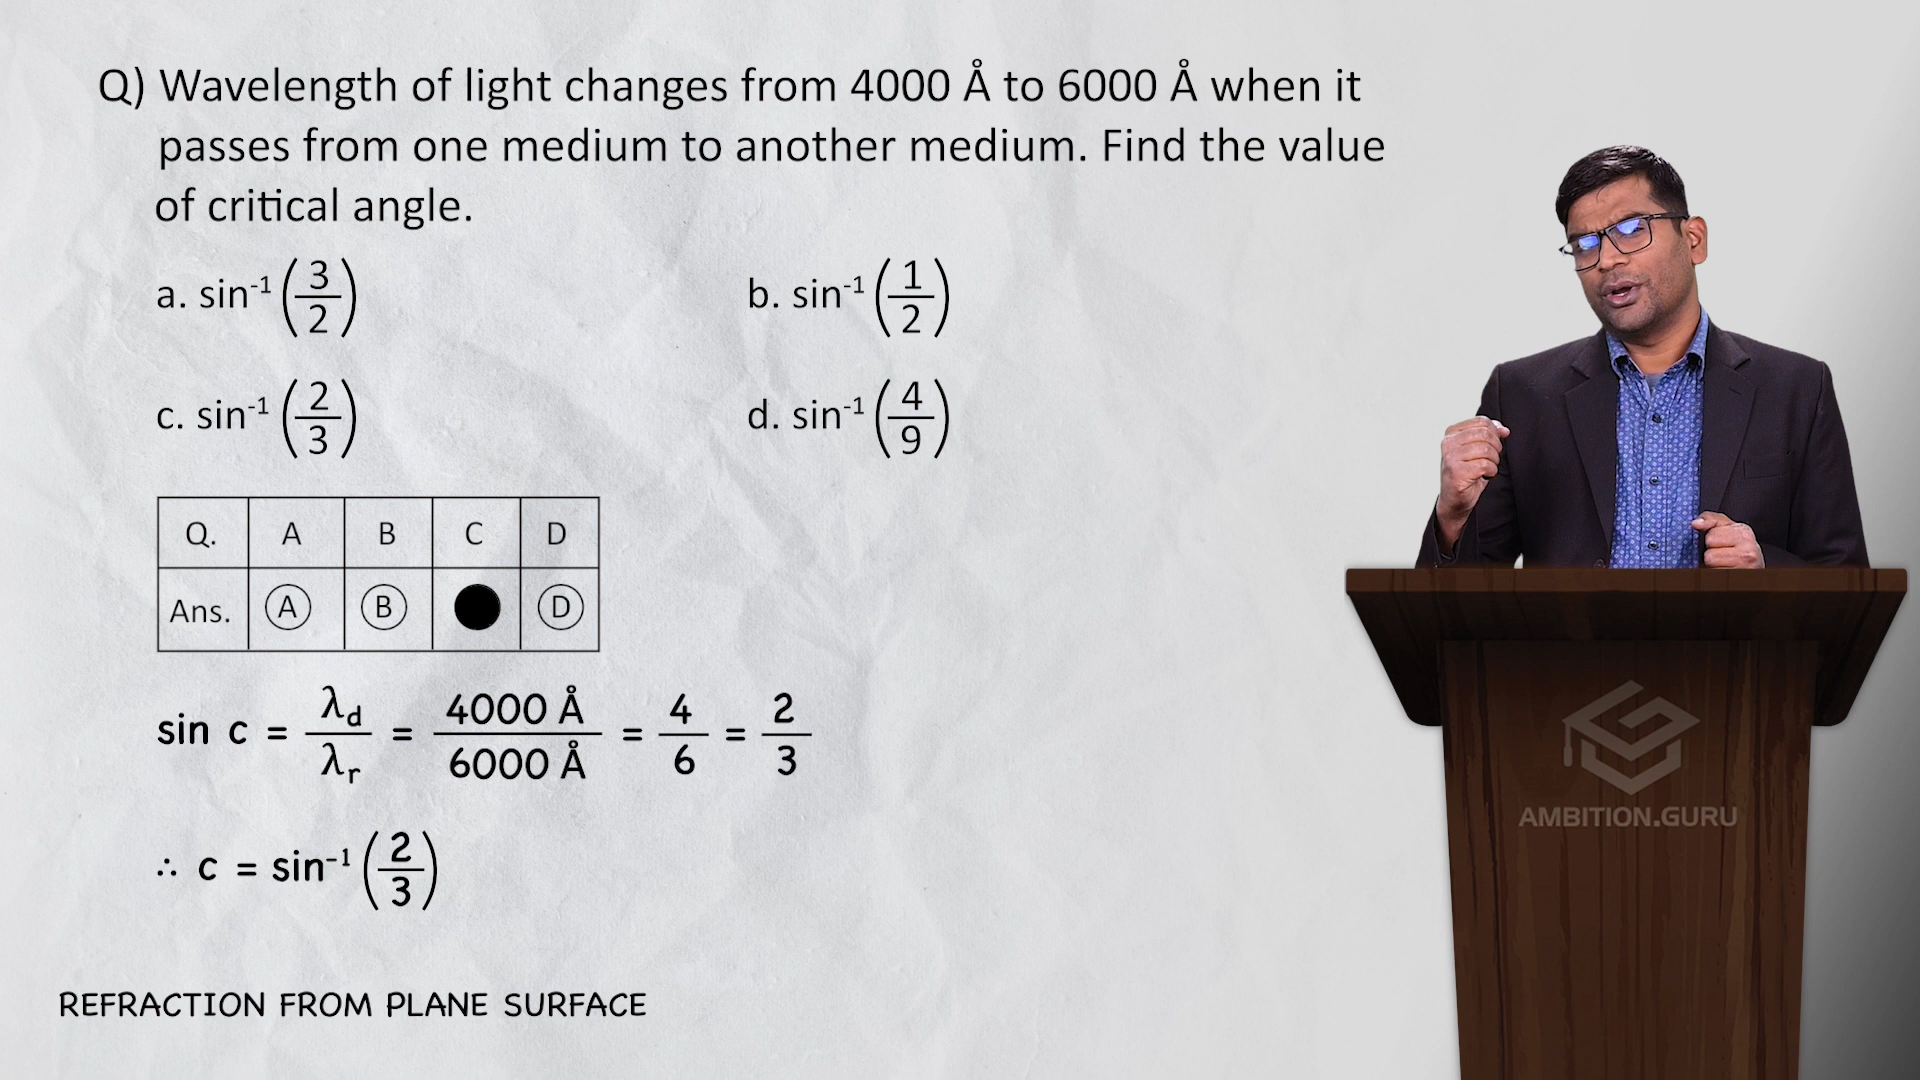 Q) Wavelength of light changes from 4000 Å to 6000 Å when it
passes from one medium to another medium. Find the value
of critical angle.
a. sin⁻¹ (3/2) b. sin⁻¹ (1/2)
c. sin⁻¹ (2/3) d. sin⁻¹ (4/9)
Q. A B C D
Ans. A B D
sin c = λd/λr = 4000 Å/6000 Å = 4/6 = 2/3
∴ c = sin⁻¹ (2/3)
AMBITION.GURU
REFRACTION FROM PLANE SURFACE